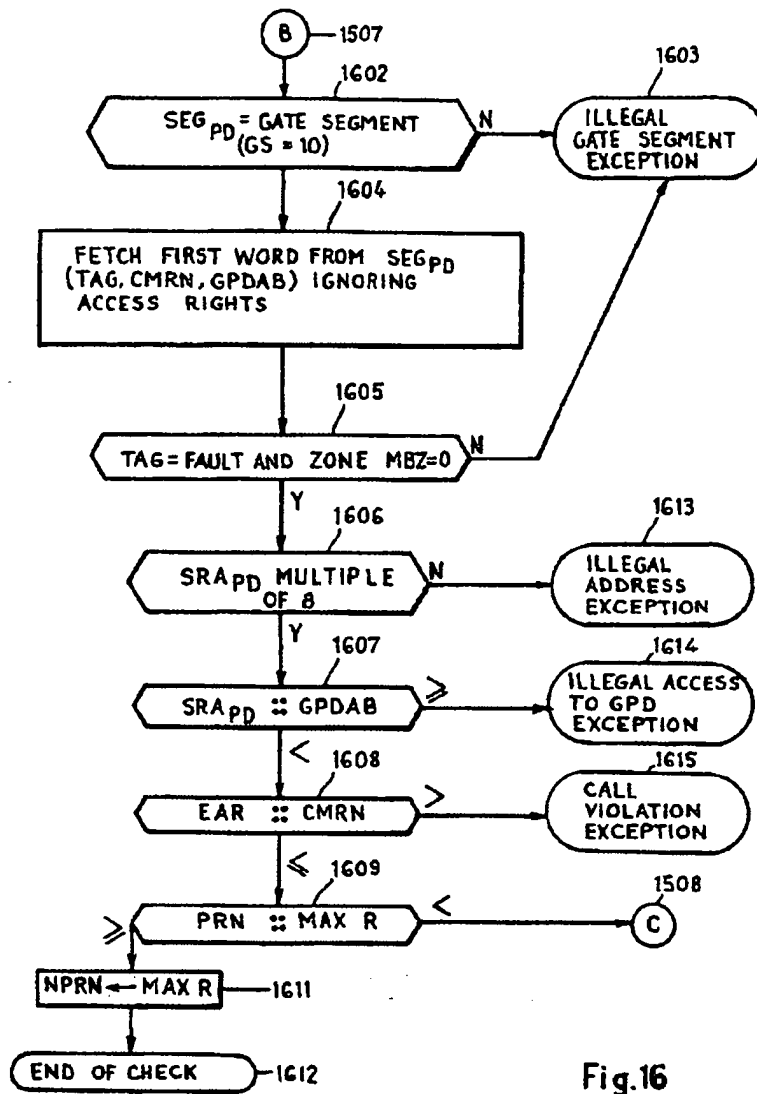 B
1507
1602
SEG PD = GATE SEGMENT
(GS = 10)
N
1603
ILLEGAL
GATE SEGMENT
EXCEPTION
1604
FETCH FIRST WORD FROM SEG PD
(TAG, CMRN, GPDAB) IGNORING
ACCESS RIGHTS
1605
TAG = FAULT AND ZONE MBZ=0
N
Y
1606
SRA PD MULTIPLE
OF 8
N
1613
ILLEGAL
ADDRESS
EXCEPTION
Y
1607
SRA PD :: GPDAB
≥
1614
ILLEGAL ACCESS
TO GPD
EXCEPTION
<
1608
EAR :: CMRN
>
1615
CALL
VIOLATION
EXCEPTION
≤
1609
PRN :: MAX R
<
1508
C
≥
NPRN ← MAX R
1611
END OF CHECK
1612
Fig.16